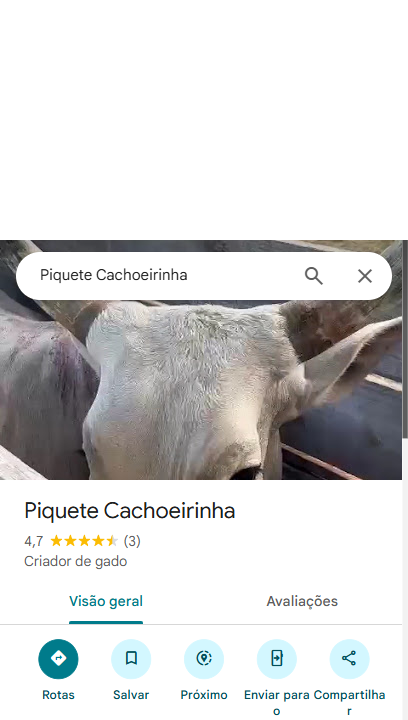 Piquete Cachoeirinha
Piquete Cachoeirinha
4,7 (3)
Criador de gado
Visão geral Avaliações
Rotas Salvar Próximo Enviar para o Compartilhar